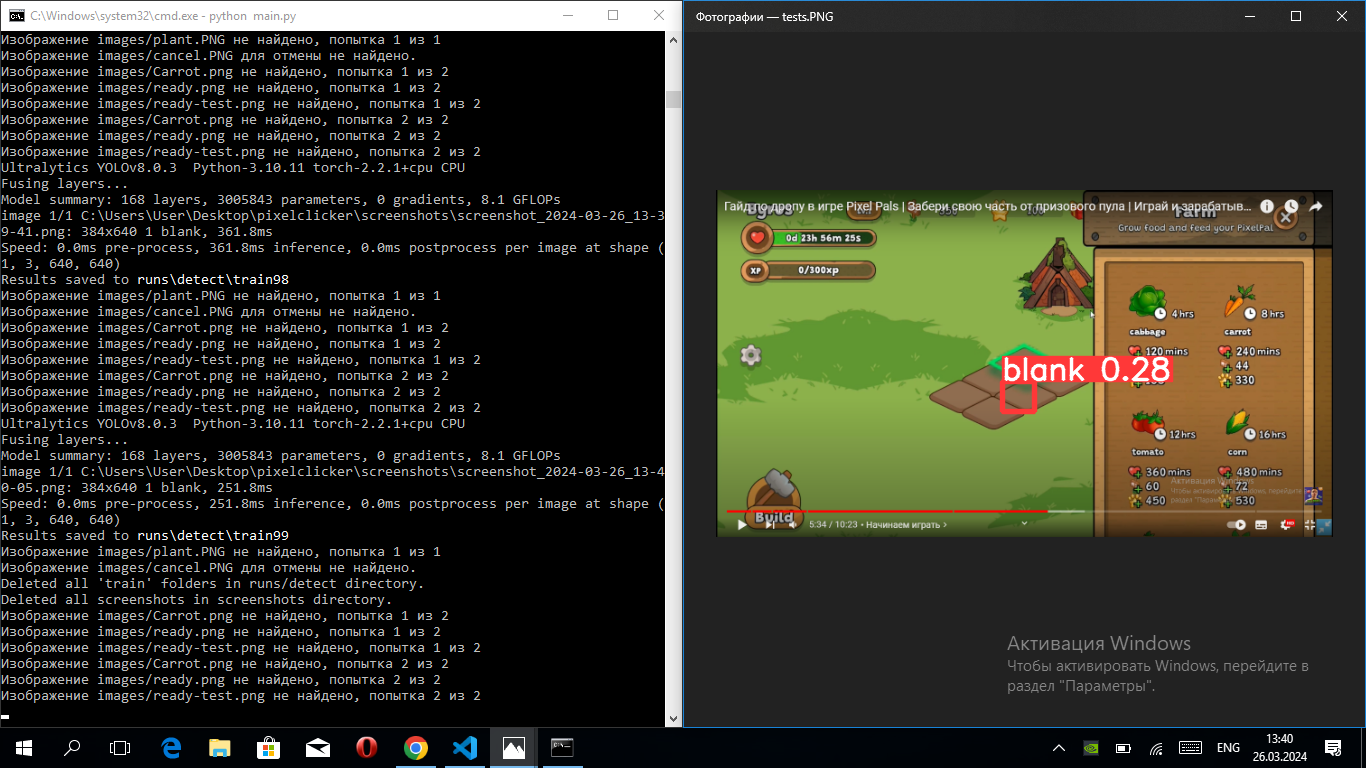 C:\Windows\system32\cmd.exe - python  main.py
Изображение images/plant.PNG не найдено, попытка 1 из 1
Изображение images/cancel.PNG для отмены не найдено.
Изображение images/Carrot.png не найдено, попытка 1 из 2
Изображение images/ready.png не найдено, попытка 1 из 2
Изображение images/ready-test.png не найдено, попытка 1 из 2
Изображение images/Carrot.png не найдено, попытка 2 из 2
Изображение images/ready.png не найдено, попытка 2 из 2
Изображение images/ready-test.png не найдено, попытка 2 из 2
Ultralytics YOLOv8.0.3  Python-3.10.11 torch-2.2.1+cpu CPU
Fusing layers...
Model summary: 168 layers, 3005843 parameters, 0 gradients, 8.1 GFLOPs
image 1/1 C:\Users\User\Desktop\pixelclicker\screenshots\screenshot_2024-03-26_13-3
9-41.png: 384x640 1 blank, 361.8ms
Speed: 0.0ms pre-process, 361.8ms inference, 0.0ms postprocess per image at shape (
1, 3, 640, 640)
Results saved to runs\detect\train98
Изображение images/plant.PNG не найдено, попытка 1 из 1
Изображение images/cancel.PNG для отмены не найдено.
Изображение images/Carrot.png не найдено, попытка 1 из 2
Изображение images/ready.png не найдено, попытка 1 из 2
Изображение images/ready-test.png не найдено, попытка 1 из 2
Изображение images/Carrot.png не найдено, попытка 2 из 2
Изображение images/ready.png не найдено, попытка 2 из 2
Изображение images/ready-test.png не найдено, попытка 2 из 2
Ultralytics YOLOv8.0.3  Python-3.10.11 torch-2.2.1+cpu CPU
Fusing layers...
Model summary: 168 layers, 3005843 parameters, 0 gradients, 8.1 GFLOPs
image 1/1 C:\Users\User\Desktop\pixelclicker\screenshots\screenshot_2024-03-26_13-4
0-05.png: 384x640 1 blank, 251.8ms
Speed: 0.0ms pre-process, 251.8ms inference, 0.0ms postprocess per image at shape (
1, 3, 640, 640)
Results saved to runs\detect\train99
Изображение images/plant.PNG не найдено, попытка 1 из 1
Изображение images/cancel.PNG для отмены не найдено.
Deleted all 'train' folders in runs/detect directory.
Deleted all screenshots in screenshots directory.
Изображение images/Carrot.png не найдено, попытка 1 из 2
Изображение images/ready.png не найдено, попытка 1 из 2
Изображение images/ready-test.png не найдено, попытка 1 из 2
Изображение images/Carrot.png не найдено, попытка 2 из 2
Изображение images/ready.png не найдено, попытка 2 из 2
Изображение images/ready-test.png не найдено, попытка 2 из 2
Фотографии — tests.PNG
Гайд по дропу в игре Pixel Pals | Забери свою часть от призового пула | Играй и зарабатыв...
Farm
Grow food and feed your PixelPal
0d 23h 56m 25s
XP 0/300xp
4 hrs 8 hrs
cabbage carrot
120 mins 240 mins
44
330
blank 0.28
12 hrs 16 hrs
tomato corn
360 mins 480 mins
60 72
450 530
Активация Windows
Build
5:34 / 10:23 • Начинаем играть >
Активация Windows
Чтобы активировать Windows, перейдите в
раздел "Параметры".
ENG
13:40
26.03.2024